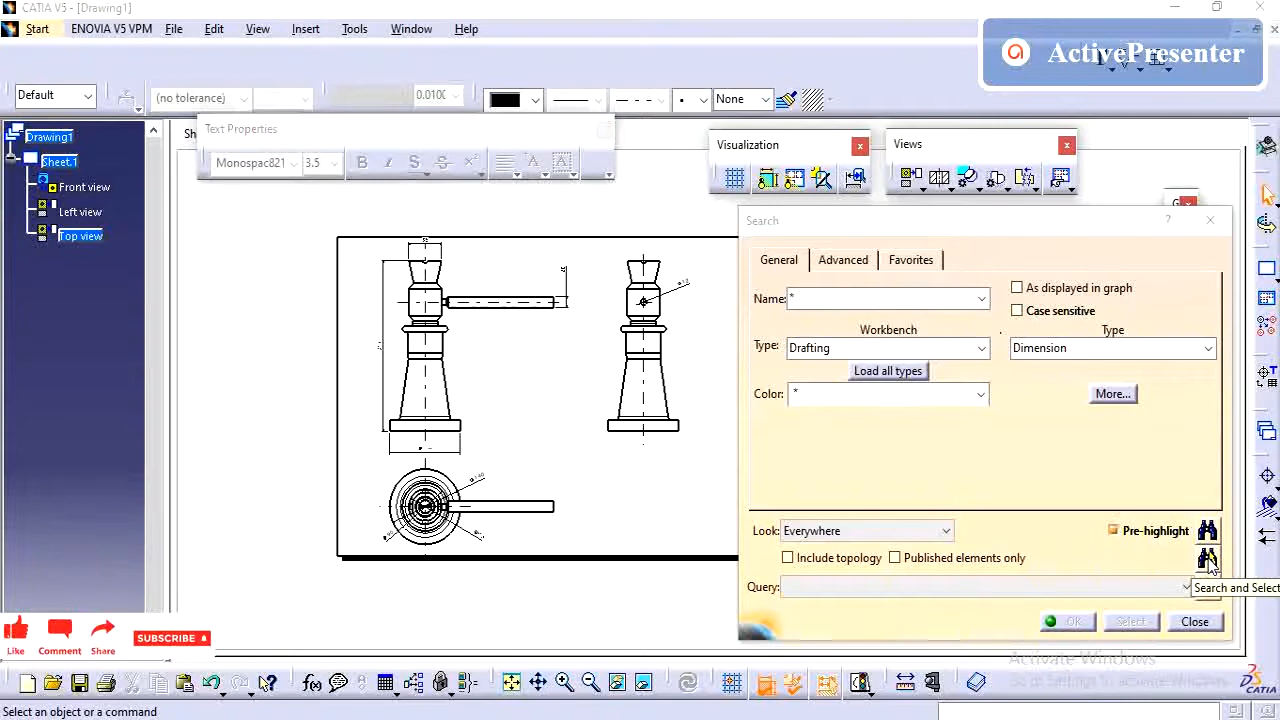 CATIA V5 - [Drawing1]
Start ENOVIA V5 VPM File Edit View Insert Tools Window Help
ActivePresenter
Default (no tolerance) 0.010( None
Text Properties
Monospac821 3.5 B I S S
Visualization
Views
Drawing1
Sheet.1
Front view
Left view
Top view
Search
General Advanced Favorites
Name: * As displayed in graph
Case sensitive
Workbench Type
Type: Drafting Dimension
Load all types
Color: * More...
Look: Everywhere Pre-highlight
Include topology Published elements only
Query: Search and Select
OK Select Close
Like Comment Share SUBSCRIBE
Activate Windows
f(x)
CATIA
Select an object or a command